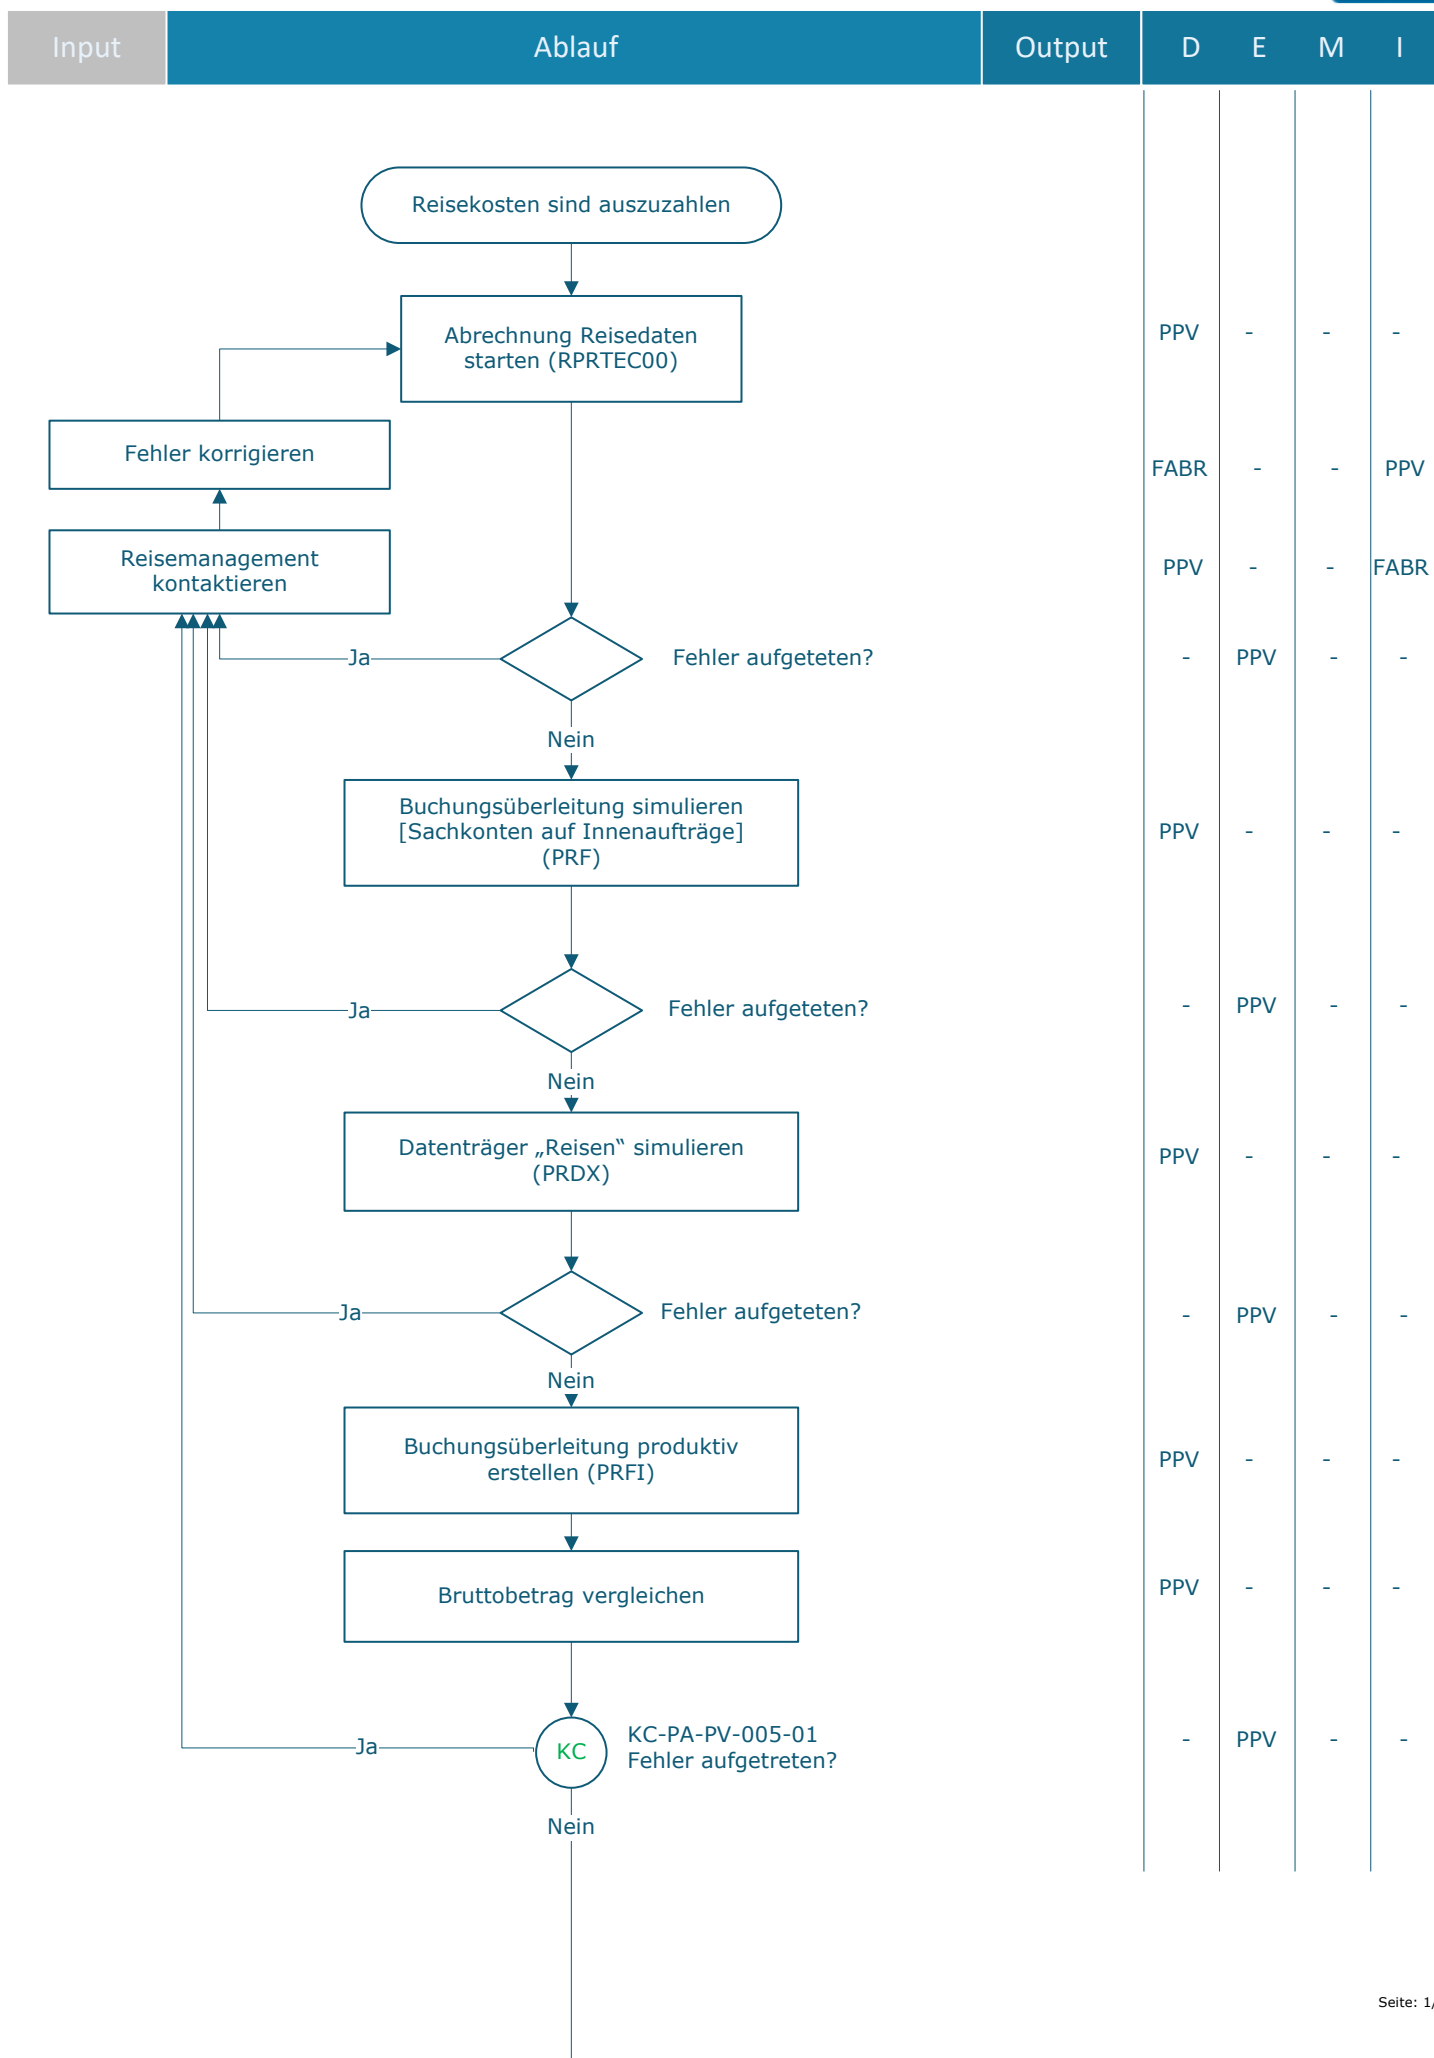 Input Ablauf Output D E M I
Reisekosten sind auszuzahlen
Abrechnung Reisedaten
starten (RPRTEC00)
PPV - - -
Fehler korrigieren
FABR - - PPV
Reisemanagement
kontaktieren
PPV - - FABR
Ja
Fehler aufgeteten?
- PPV - -
Nein
Buchungsüberleitung simulieren
[Sachkonten auf Innenaufträge]
(PRF)
PPV - - -
Ja
Fehler aufgeteten?
- PPV - -
Nein
Datenträger „Reisen“ simulieren
(PRDX)
PPV - - -
Ja
Fehler aufgeteten?
- PPV - -
Nein
Buchungsüberleitung produktiv
erstellen (PRFI)
PPV - - -
Bruttobetrag vergleichen
PPV - - -
Ja
KC
KC-PA-PV-005-01
Fehler aufgetreten?
- PPV - -
Nein
Seite: 1/